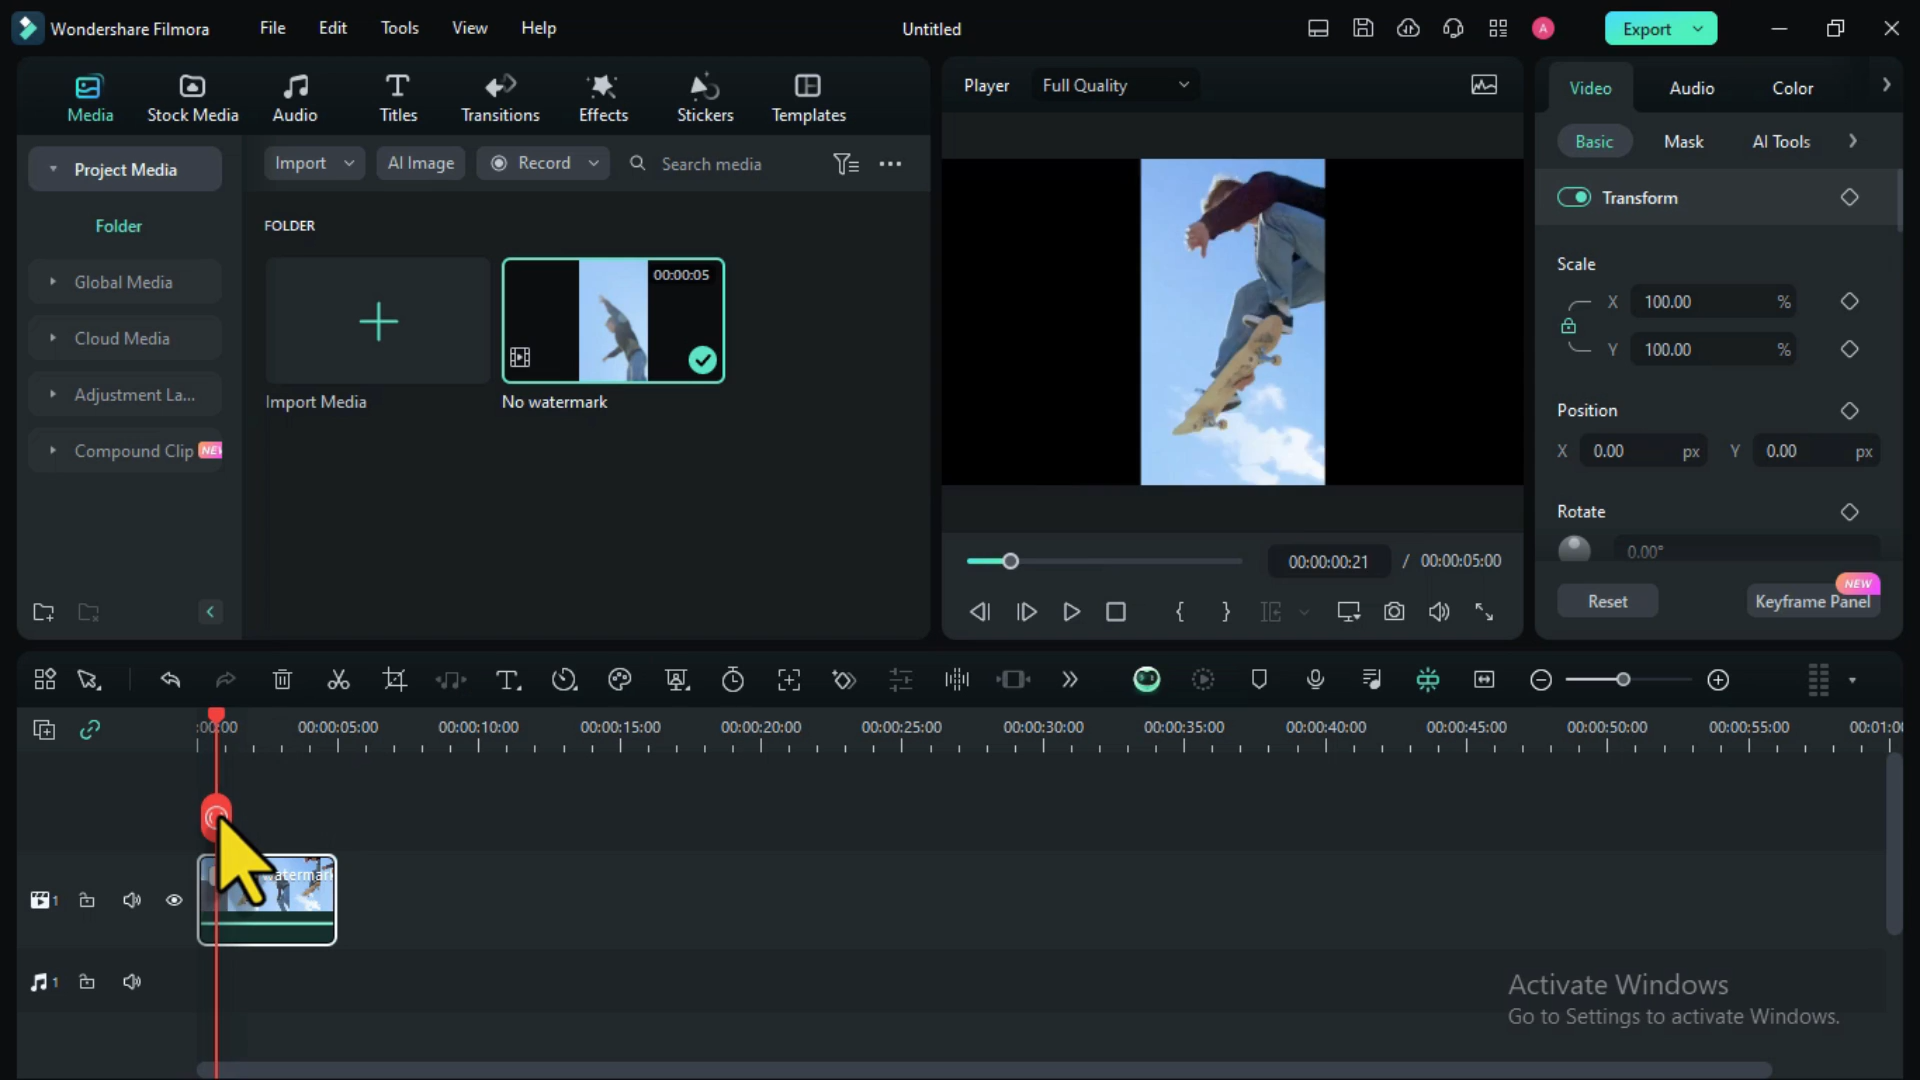 Wondershare Filmora
File
Edit
Tools
View
Help
Untitled
A
Export
Media
Stock Media
Audio
Titles
Transitions
Effects
Stickers
Templates
Player
Full Quality
Video
Audio
Color
Project Media
Import
AI Image
Record
Search media
Basic
Mask
AI Tools
Folder
FOLDER
Transform
Global Media
00:00:05
Scale
X 100.00 %
Cloud Media
Y 100.00 %
Adjustment La...
Import Media
No watermark
Position
Compound Clip
X 0.00 px Y 0.00 px
Rotate
0.00°
00:00:00:21 / 00:00:05:00
NEW
Reset
Keyframe Panel
00:00:05:00
00:00:10:00
00:00:15:00
00:00:20:00
00:00:25:00
00:00:30:00
00:00:35:00
00:00:40:00
00:00:45:00
00:00:50:00
00:00:55:00
1
1
Activate Windows
Go to Settings to activate Windows.